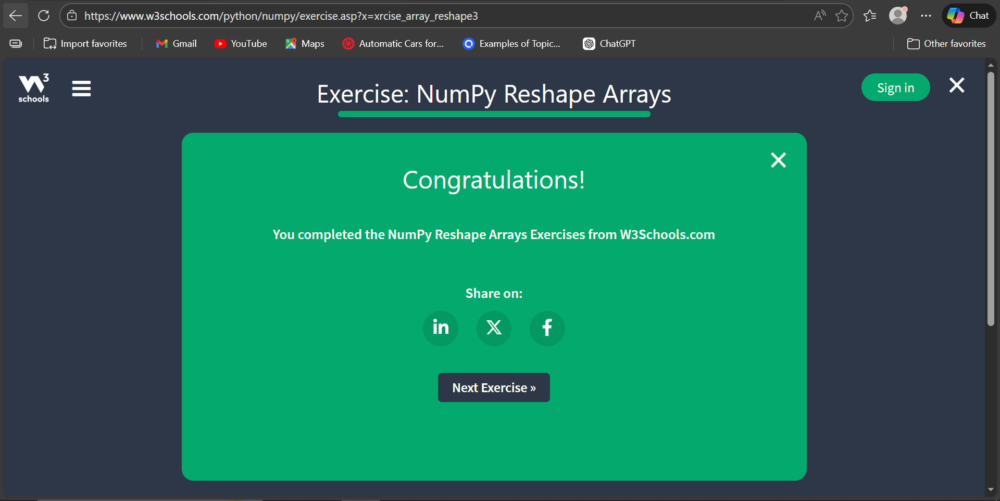 https://www.w3schools.com/python/numpy/exercise.asp?x=xrcise_array_reshape3
Chat
Import favorites
Gmail
YouTube
Maps
Automatic Cars for...
Examples of Topic...
ChatGPT
Other favorites
W3
schools
Exercise: NumPy Reshape Arrays
Sign in
Congratulations!
You completed the NumPy Reshape Arrays Exercises from W3Schools.com
Share on:
in
X
f
Next Exercise »